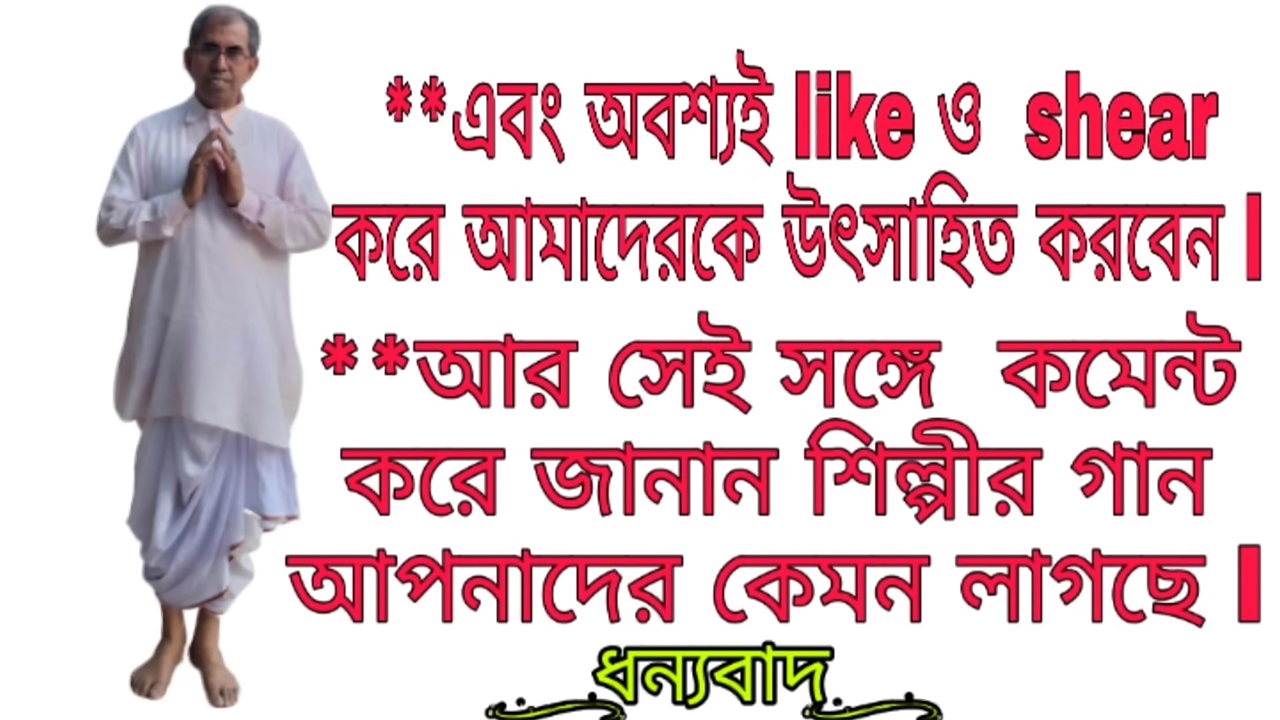 **এবং অবশ্যই like ও shear
করে আমাদেরকে উৎসাহিত করবেন।
**আর সেই সঙ্গে কমেন্ট
করে জানান শিল্পীর গান
আপনাদের কেমন লাগছে।
ধন্যবাদ